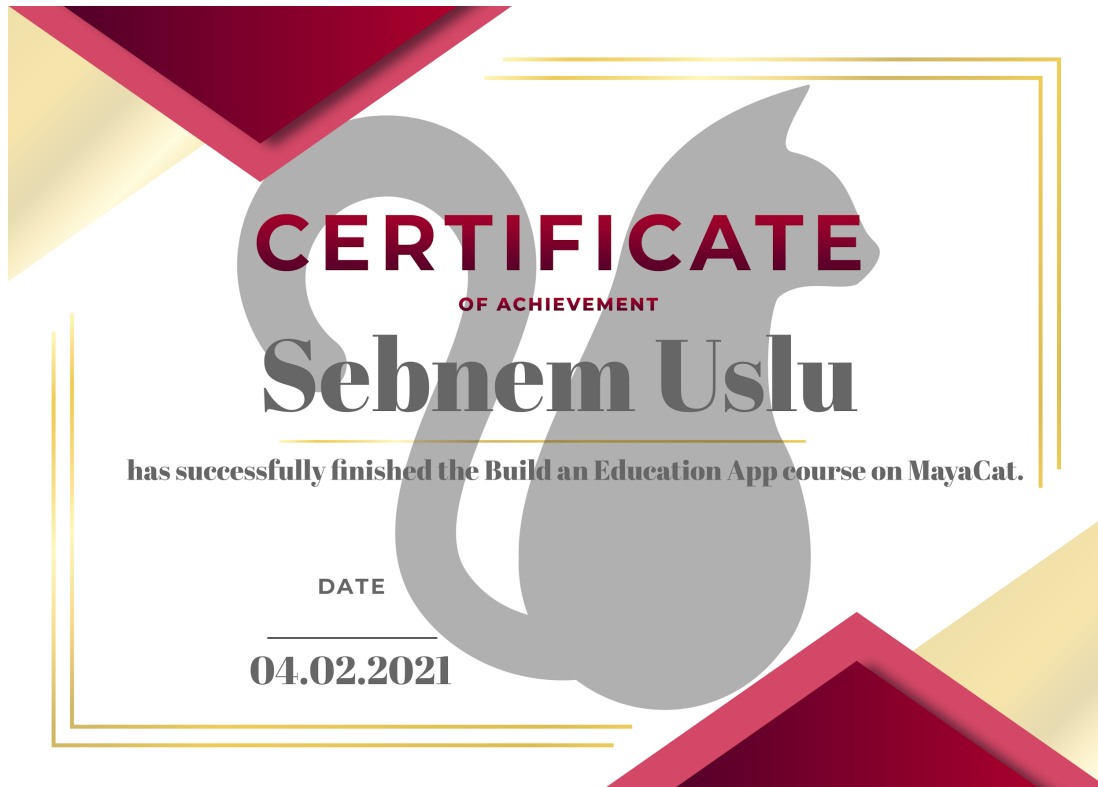 CERTIFICATE
OF ACHIEVEMENT
Sebnem Uslu
has successfully finished the Build an Education App course on MayaCat.
DATE
04.02.2021